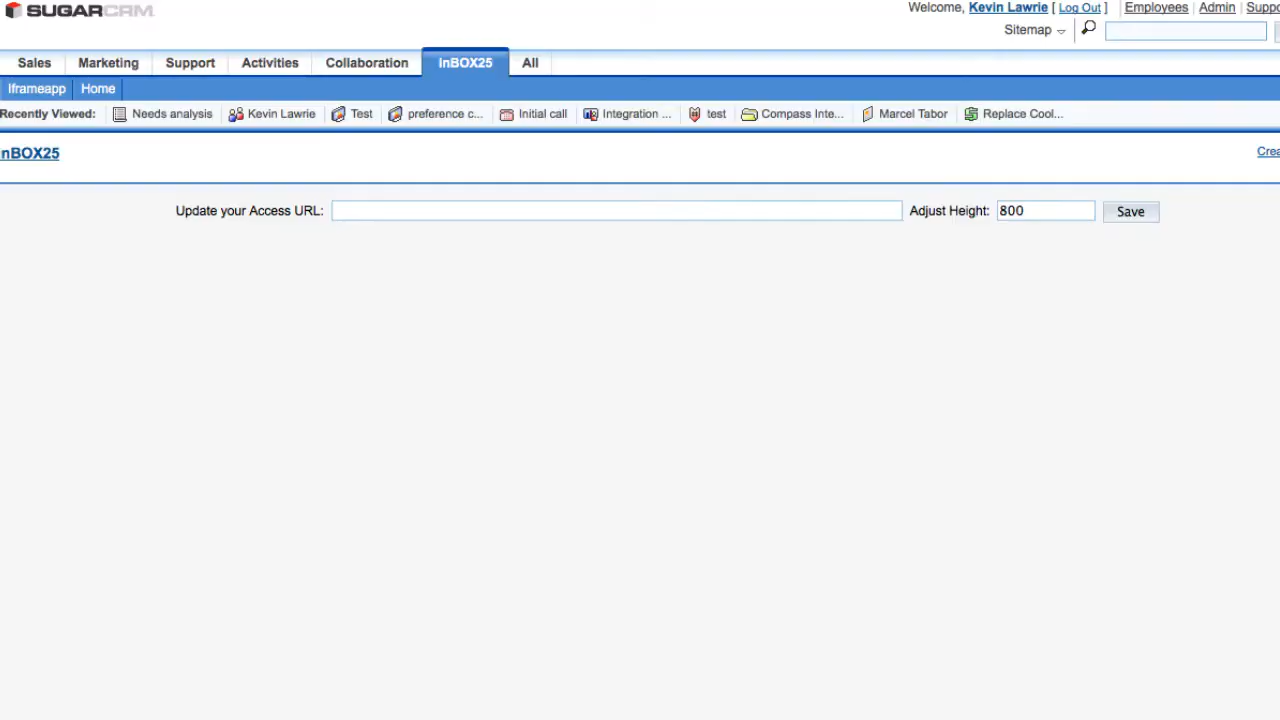 SUGARCRM. Welcome, Kevin Lawrie [ Log Out ] Employees Admin Suppo
Sitemap
Sales Marketing Support Activities Collaboration inBOX25 All
Iframeapp Home
Recently Viewed: Needs analysis Kevin Lawrie Test preference c... Initial call Integration ... test Compass Inte... Marcel Tabor Replace Cool...
nBOX25 Crea
Update your Access URL: Adjust Height: 800 Save